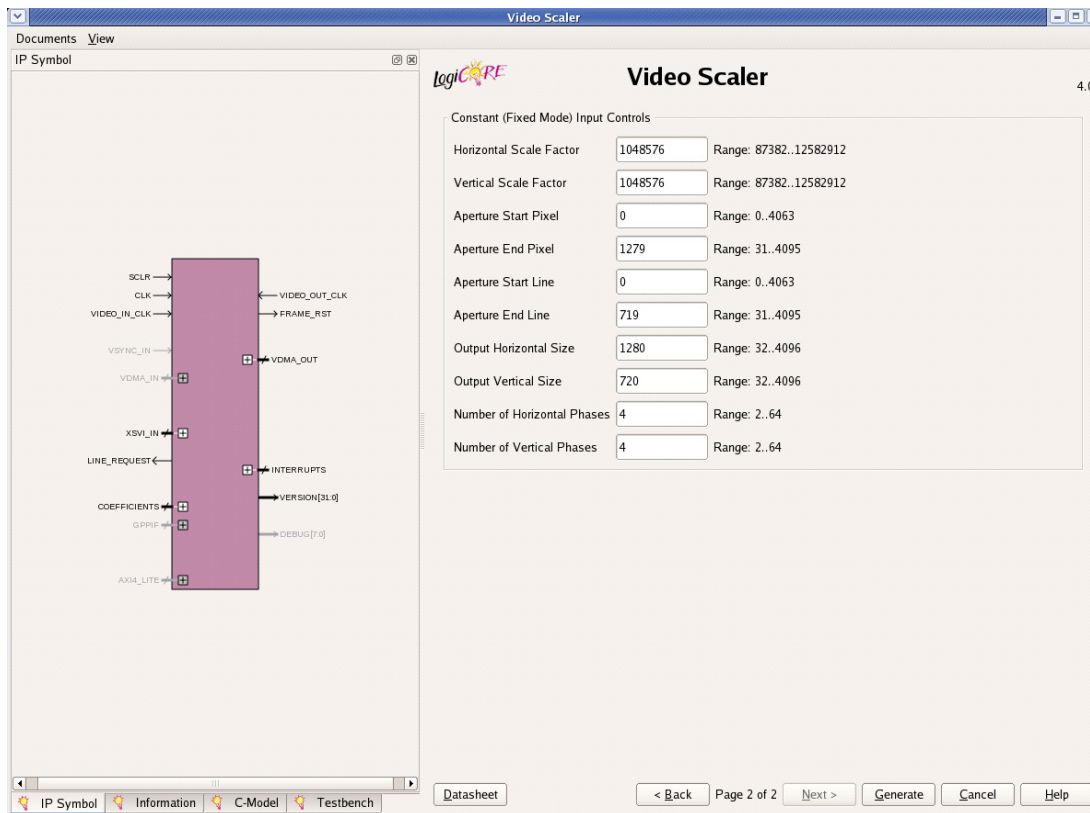 Video Scaler
Documents View
IP Symbol
LogiCORE
Video Scaler
4.0
Constant (Fixed Mode) Input Controls
Horizontal Scale Factor 1048576 Range: 87382..12582912
Vertical Scale Factor 1048576 Range: 87382..12582912
Aperture Start Pixel 0 Range: 0..4063
Aperture End Pixel 1279 Range: 31..4095
Aperture Start Line 0 Range: 0..4063
Aperture End Line 719 Range: 31..4095
Output Horizontal Size 1280 Range: 32..4096
Output Vertical Size 720 Range: 32..4096
Number of Horizontal Phases 4 Range: 2..64
Number of Vertical Phases 4 Range: 2..64
SCLR
CLK
VIDEO_IN_CLK
VSYNC_IN
VDMA_IN
XSVI_IN
LINE_REQUEST
COEFFICIENTS
GPPIF
AXI4_LITE
VIDEO_OUT_CLK
FRAME_RST
VDMA_OUT
INTERRUPTS
VERSION[31:0]
DEBUG[7:0]
IP Symbol Information C-Model Testbench
Datasheet < Back Page 2 of 2 Next > Generate Cancel Help